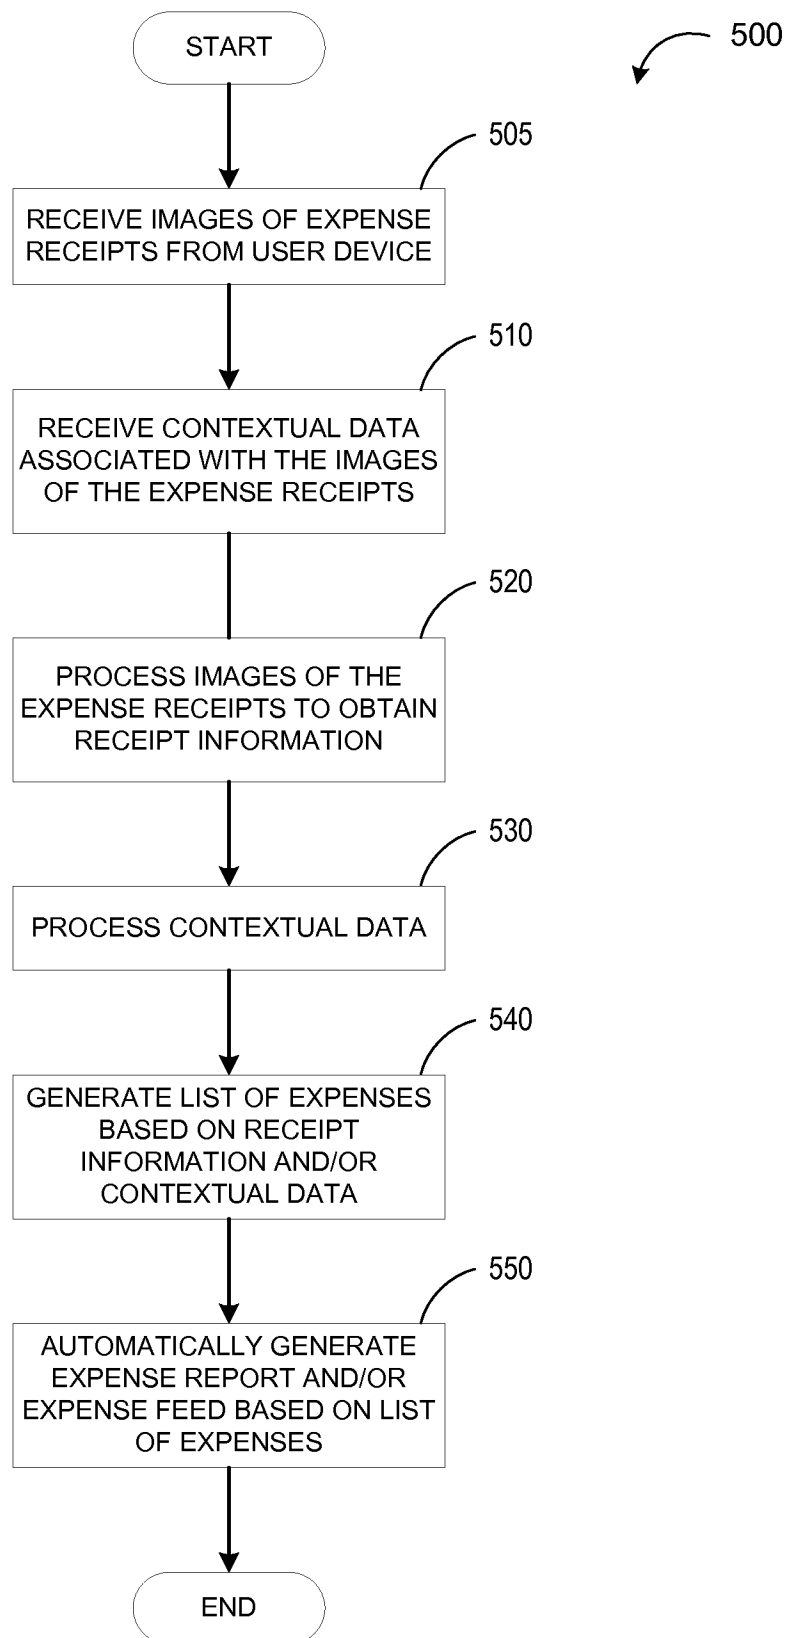 START
500
505
RECEIVE IMAGES OF EXPENSE
RECEIPTS FROM USER DEVICE
510
RECEIVE CONTEXTUAL DATA
ASSOCIATED WITH THE IMAGES
OF THE EXPENSE RECEIPTS
520
PROCESS IMAGES OF THE
EXPENSE RECEIPTS TO OBTAIN
RECEIPT INFORMATION
530
PROCESS CONTEXTUAL DATA
540
GENERATE LIST OF EXPENSES
BASED ON RECEIPT
INFORMATION AND/OR
CONTEXTUAL DATA
550
AUTOMATICALLY GENERATE
EXPENSE REPORT AND/OR
EXPENSE FEED BASED ON LIST
OF EXPENSES
END